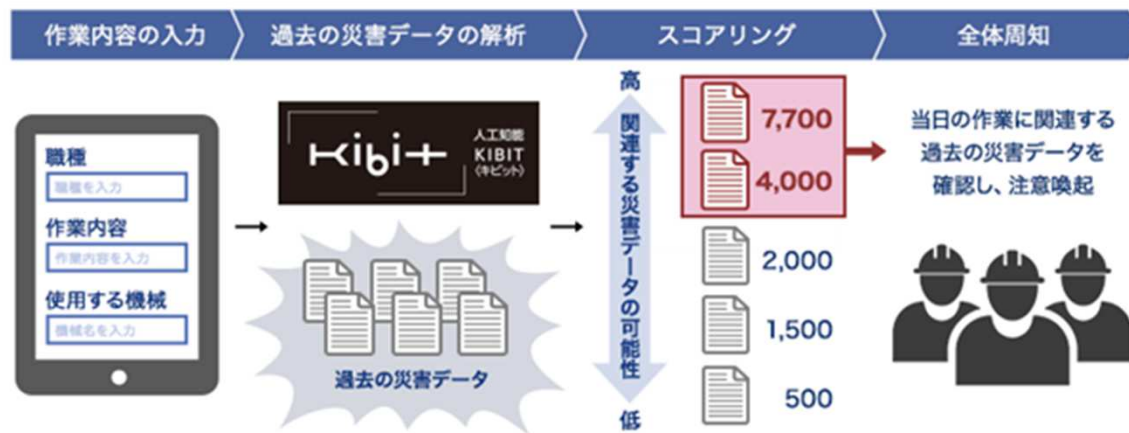 作業内容の入力
過去の災害データの解析
スコアリング
全体周知
職種
職種を入力
作業内容
作業内容を入力
使用する機械
機械名を入力
kibit
人工知能
KIBIT
〈キビット〉
過去の災害データ
高
関連する災害データの可能性
低
7,700
4,000
2,000
1,500
500
当日の作業に関連する
過去の災害データを
確認し、注意喚起